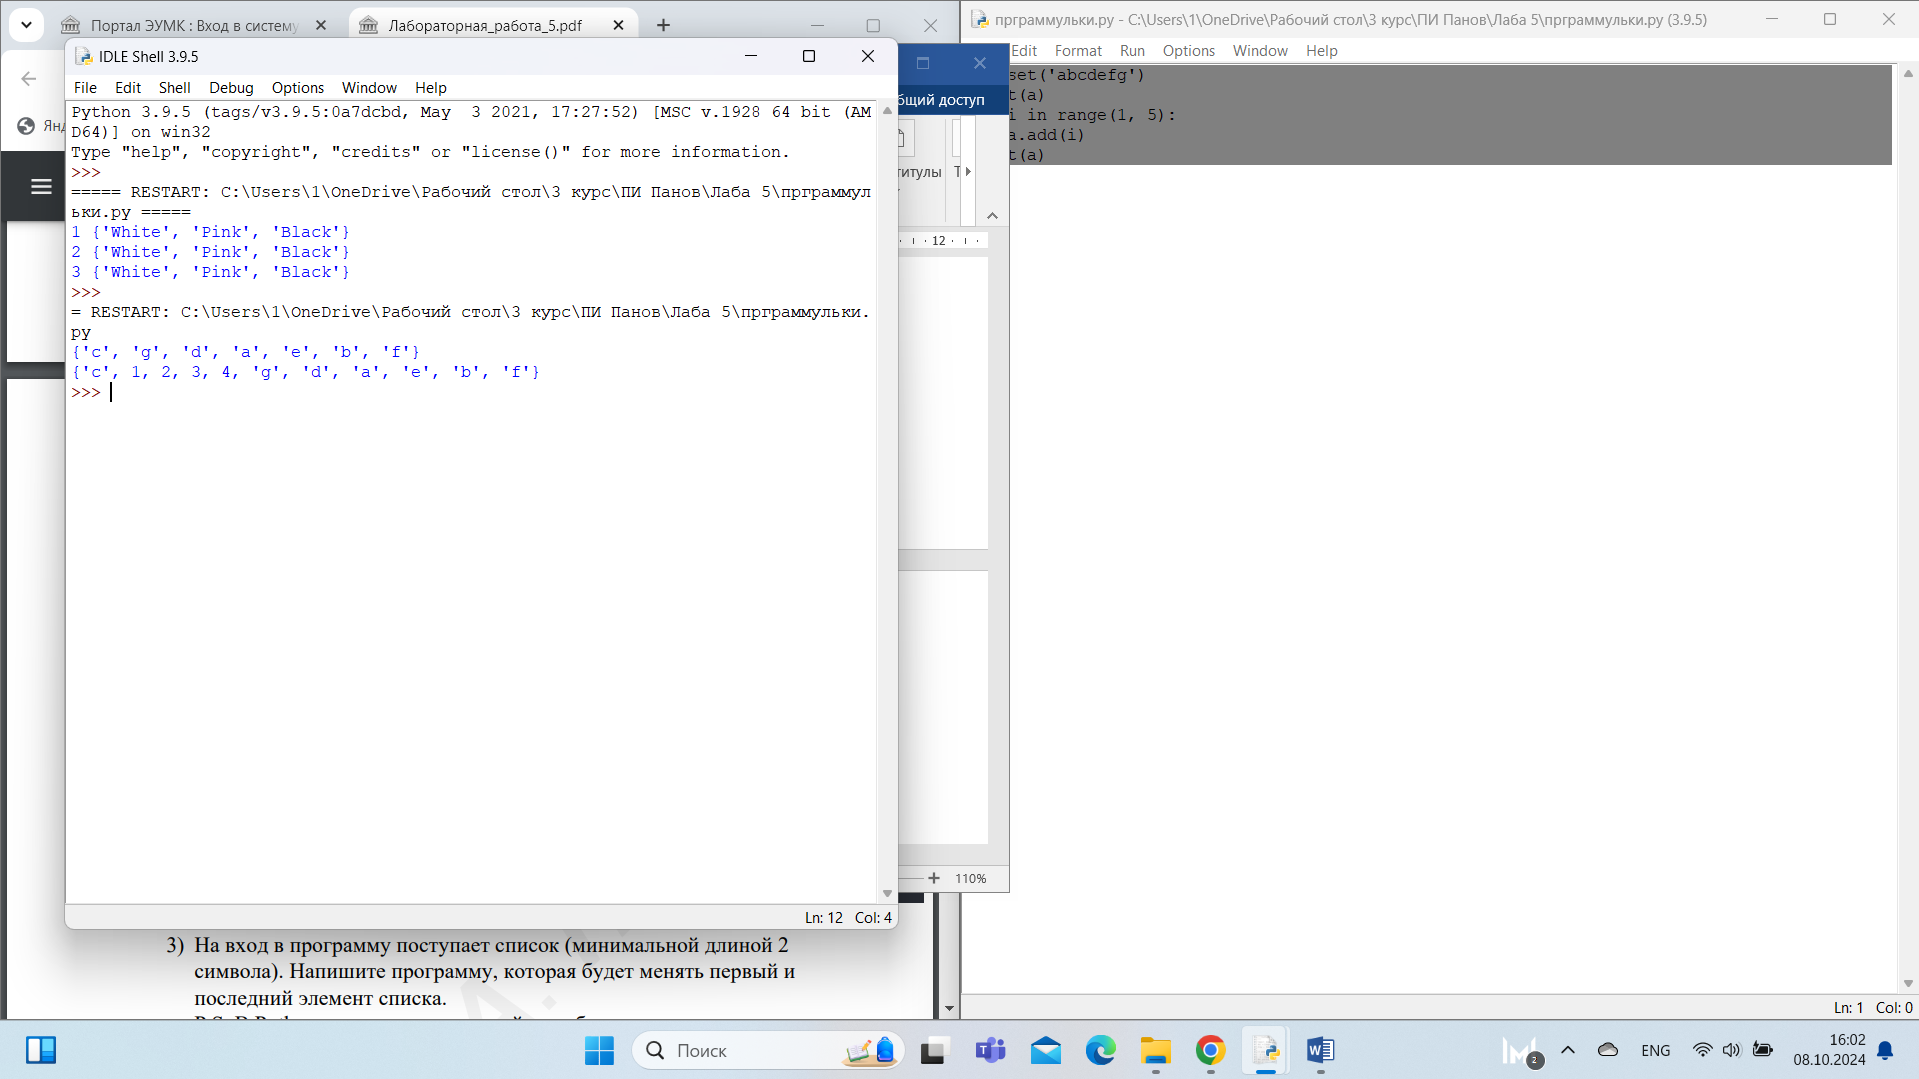 Портал ЭУМК : Вход в систему
Лабораторная_работа_5.pdf
прграммульки.py - C:\Users\1\OneDrive\Рабочий стол\3 курс\ПИ Панов\Лаба 5\прграммульки.py (3.9.5)
Edit Format Run Options Window Help
set('abcdefg')
t(a)
i in range(1, 5):
a.add(i)
t(a)
IDLE Shell 3.9.5
File Edit Shell Debug Options Window Help
Python 3.9.5 (tags/v3.9.5:0a7dcbd, May  3 2021, 17:27:52) [MSC v.1928 64 bit (AM
D64)] on win32
Type "help", "copyright", "credits" or "license()" for more information.
>>>
===== RESTART: C:\Users\1\OneDrive\Рабочий стол\3 курс\ПИ Панов\Лаба 5\прграммул
ьки.py =====
1 {'White', 'Pink', 'Black'}
2 {'White', 'Pink', 'Black'}
3 {'White', 'Pink', 'Black'}
>>>
= RESTART: C:\Users\1\OneDrive\Рабочий стол\3 курс\ПИ Панов\Лаба 5\прграммульки.
py
{'c', 'g', 'd', 'a', 'e', 'b', 'f'}
{'c', 1, 2, 3, 4, 'g', 'd', 'a', 'e', 'b', 'f'}
>>>
Ln: 12 Col: 4
Янд
бщий доступ
титулы
Т
12
110%
3) На вход в программу поступает список (минимальной длиной 2
символа). Напишите программу, которая будет менять первый и
последний элемент списка.
Ln: 1 Col: 0
Поиск
2
ENG
16:02
08.10.2024